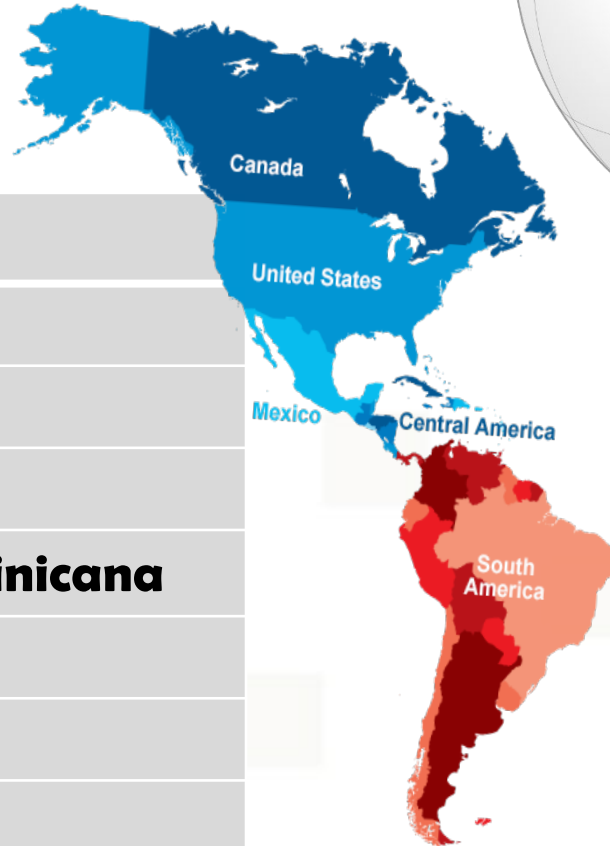 Canada
United States
Mexico
Central America
inicana
South
America